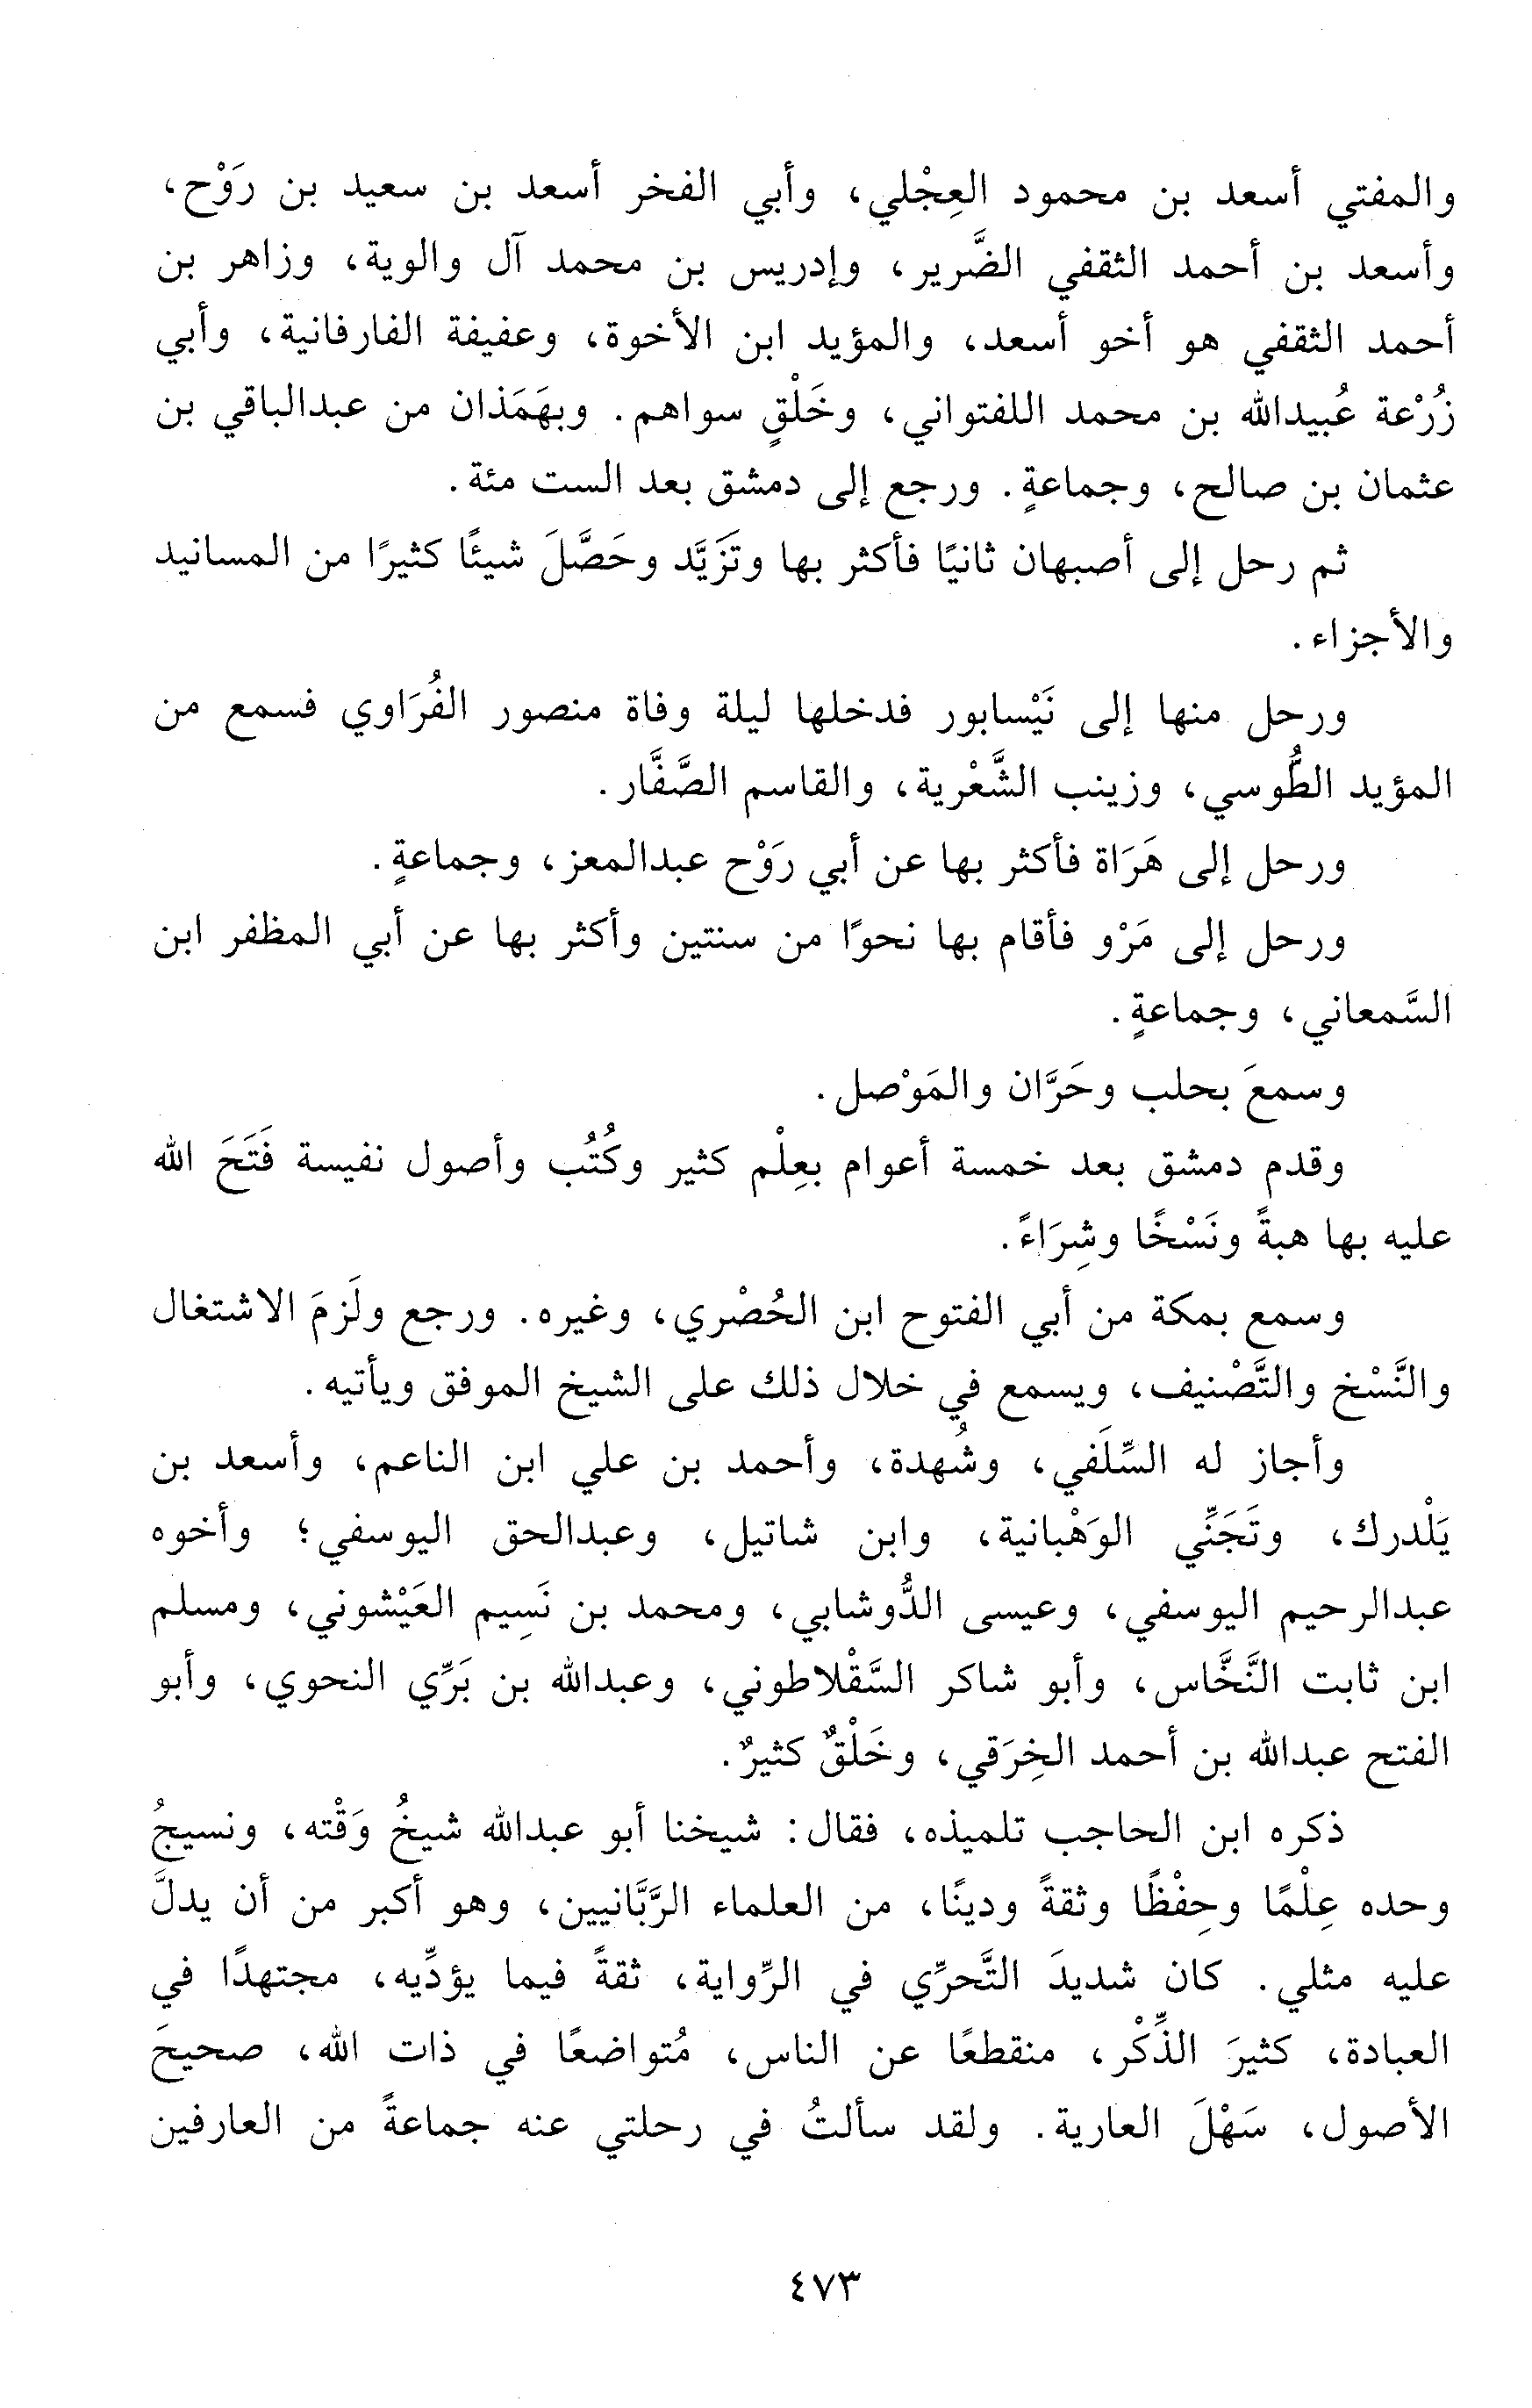 والمفتي أسعد بن محمود العِجْلي، وأبي الفخر أسعد بن سعيد بن رَوْح،
وأسعد بن أحمد الثقفي الضَّرير، وإدريس بن محمد آل والوية، وزاهر بن
أحمد الثقفي هو أخو أسعد، والمؤيد ابن الأخوة، وعفيفة الفارفانية، وأبي
زُرْعة عُبيدالله بن محمد اللفتواني، وخَلْقٍ سواهم. وبهَمَذان من عبدالباقي بن
عثمان بن صالح، وجماعةٍ. ورجع إلى دمشق بعد الست مئة.
ثم رحل إلى أصبهان ثانيًا فأكثر بها وتَزَيَّد وحَصَّلَ شيئًا كثيرًا من المسانيد
والأجزاء.
ورحل منها إلى نَيْسابور فدخلها ليلة وفاة منصور الفُرَاوي فسمع من
المؤيد الطُّوسي، وزينب الشَّعْرية، والقاسم الصَّفَّار.
ورحل إلى هَرَاة فأكثر بها عن أبي رَوْح عبدالمعز، وجماعةٍ.
ورحل إلى مَرْو فأقام بها نحوًا من سنتين وأكثر بها عن أبي المظفر ابن
السَّمعاني، وجماعةٍ.
وسمعَ بحلب وحَرَّان والمَوْصل.
وقدم دمشق بعد خمسة أعوام بعِلْم كثير وكُتُب وأصول نفيسة فَتَحَ الله
عليه بها هبةً ونَسْخًا وشِرَاءً.
وسمع بمكة من أبي الفتوح ابن الحُصْري، وغيره. ورجع ولَزمَ الاشتغال
والنَّسْخ والتَّصْنيف، ويسمع في خلال ذلك على الشيخ الموفق ويأتيه.
وأجاز له السِّلَفي، وشُهدة، وأحمد بن علي ابن الناعم، وأسعد بن
يَلْدرك، وتَجَنِّي الوَهْبانية، وابن شاتيل، وعبدالحق اليوسفي؛ وأخوه
عبدالرحيم اليوسفي، وعيسى الدُّوشابي، ومحمد بن نَسِيم العَيْشوني، ومسلم
ابن ثابت النَّخَّاس، وأبو شاكر السَّقْلاطوني، وعبدالله بن بَرِّي النحوي، وأبو
الفتح عبدالله بن أحمد الخِرَقي، وخَلْقٌ كثيرٌ.
ذكره ابن الحاجب تلميذه، فقال: شيخنا أبو عبدالله شيخُ وَقْته، ونسيجُ
وحده عِلْمًا وحِفْظًا وثقةً ودينًا، من العلماء الرَّبَّانيين، وهو أكبر من أن يدلَّ
عليه مثلي. كان شديدَ التَّحرِّي في الرِّواية، ثقةً فيما يؤدِّيه، مجتهدًا في
العبادة، كثيرَ الذِّكْر، منقطعًا عن الناس، مُتواضعًا في ذات الله، صحيحَ
الأصول، سَهْلَ العارية. ولقد سألتُ في رحلتي عنه جماعةً من العارفين
٤٧٣